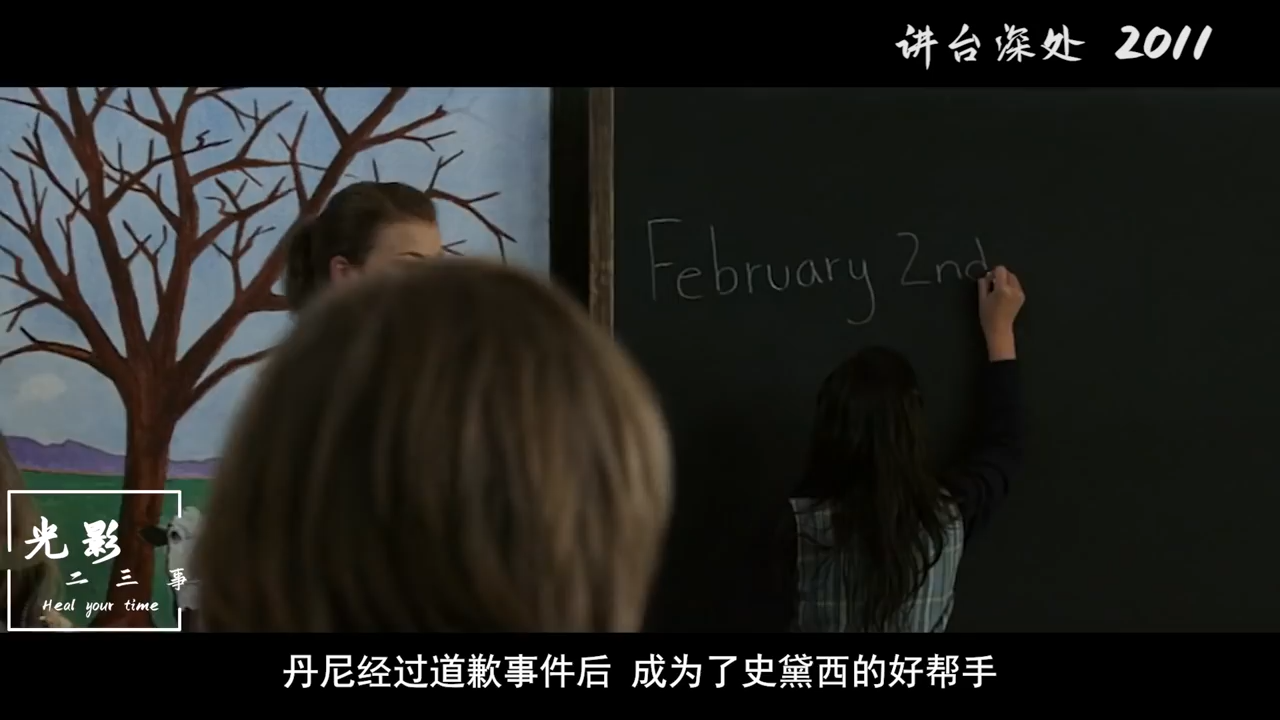 讲台深处 2011
February 2nd
光影
二三事
Heal your time
丹尼经过道歉事件后 成为了史黛西的好帮手